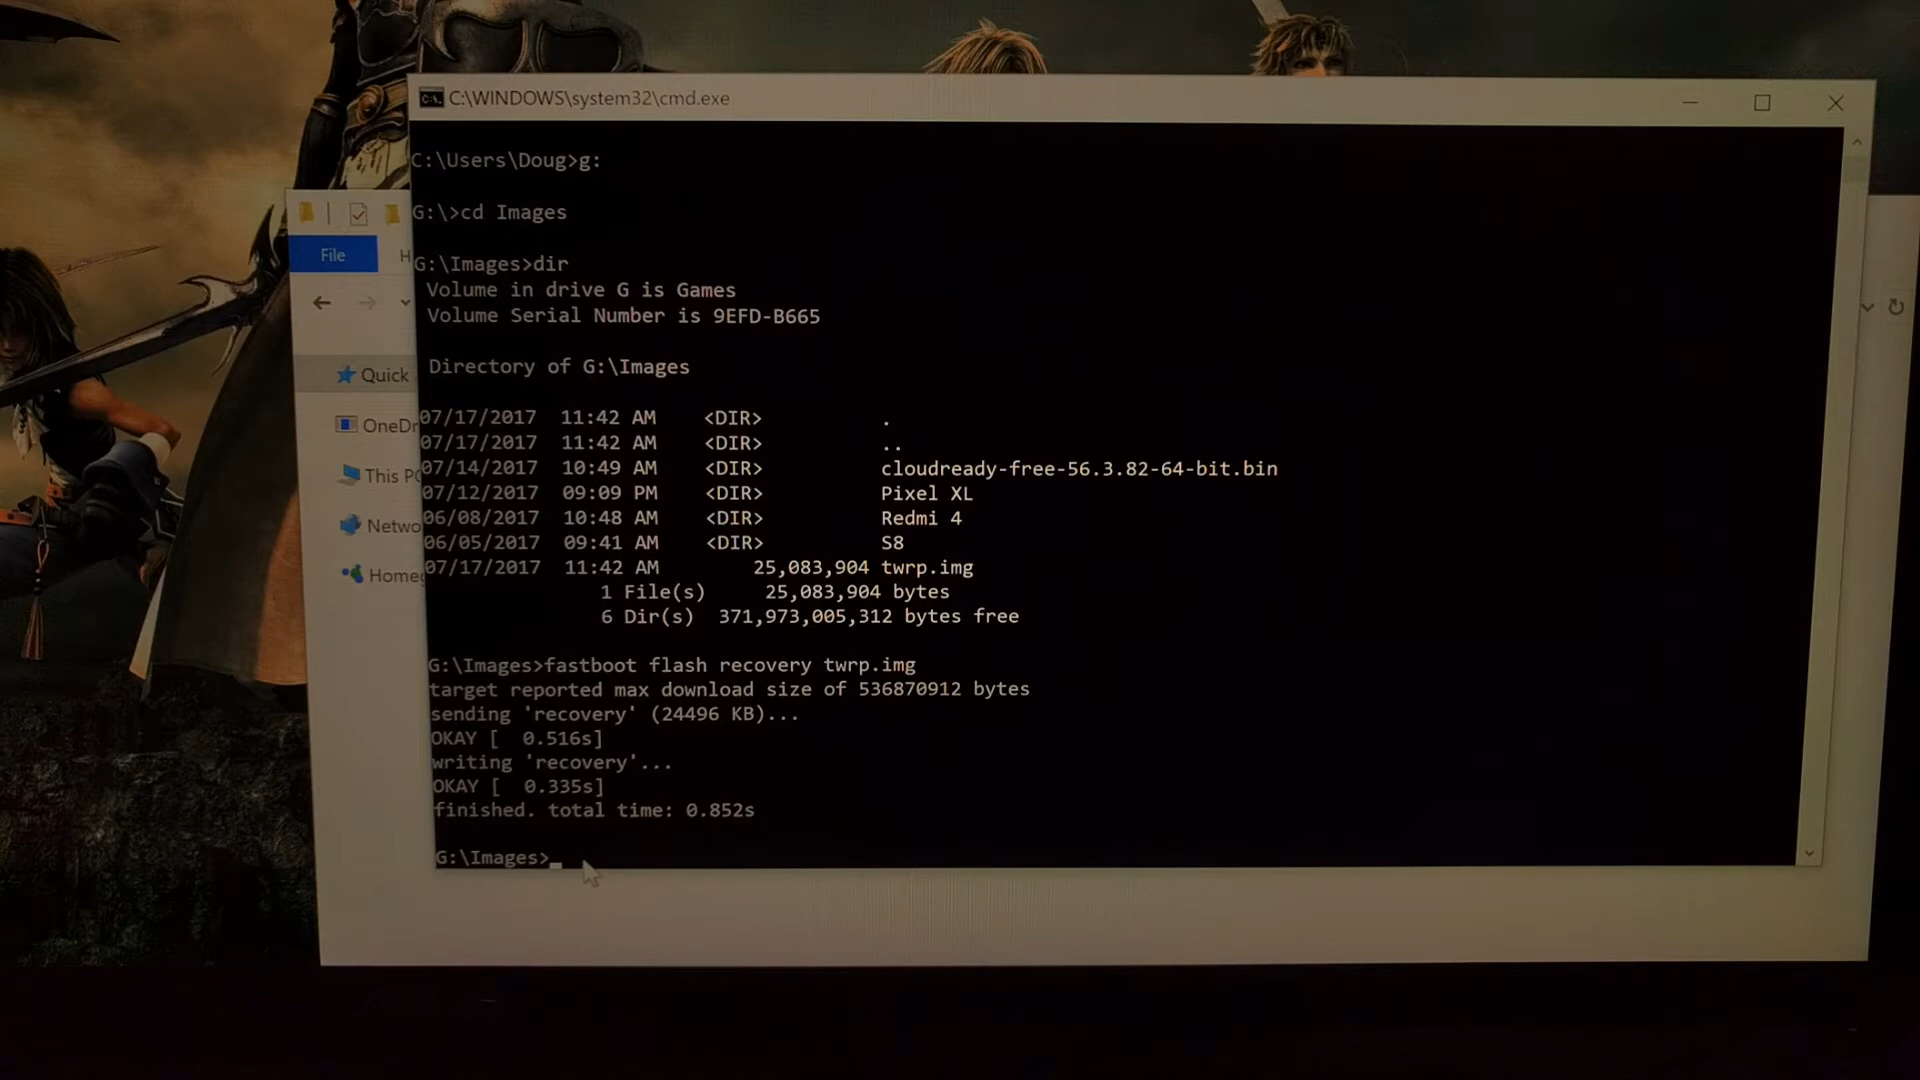 C:\WINDOWS\system32\cmd.exe
C:\Users\Doug>g:
G:\>cd Images
File
H
G:\Images>dir
Volume in drive G is Games
Volume Serial Number is 9EFD-B665
Directory of G:\Images
Quick
OneDr
This PC
Netwo
Homeg
07/17/2017 11:42 AM <DIR> .
07/17/2017 11:42 AM <DIR> ..
07/14/2017 10:49 AM <DIR> cloudready-free-56.3.82-64-bit.bin
07/12/2017 09:09 PM <DIR> Pixel XL
06/08/2017 10:48 AM <DIR> Redmi 4
06/05/2017 09:41 AM <DIR> S8
07/17/2017 11:42 AM 25,083,904 twrp.img
1 File(s) 25,083,904 bytes
6 Dir(s) 371,973,005,312 bytes free
G:\Images>fastboot flash recovery twrp.img
target reported max download size of 536870912 bytes
sending 'recovery' (24496 KB)...
OKAY [ 0.516s]
writing 'recovery'...
OKAY [ 0.335s]
finished. total time: 0.852s
G:\Images>_